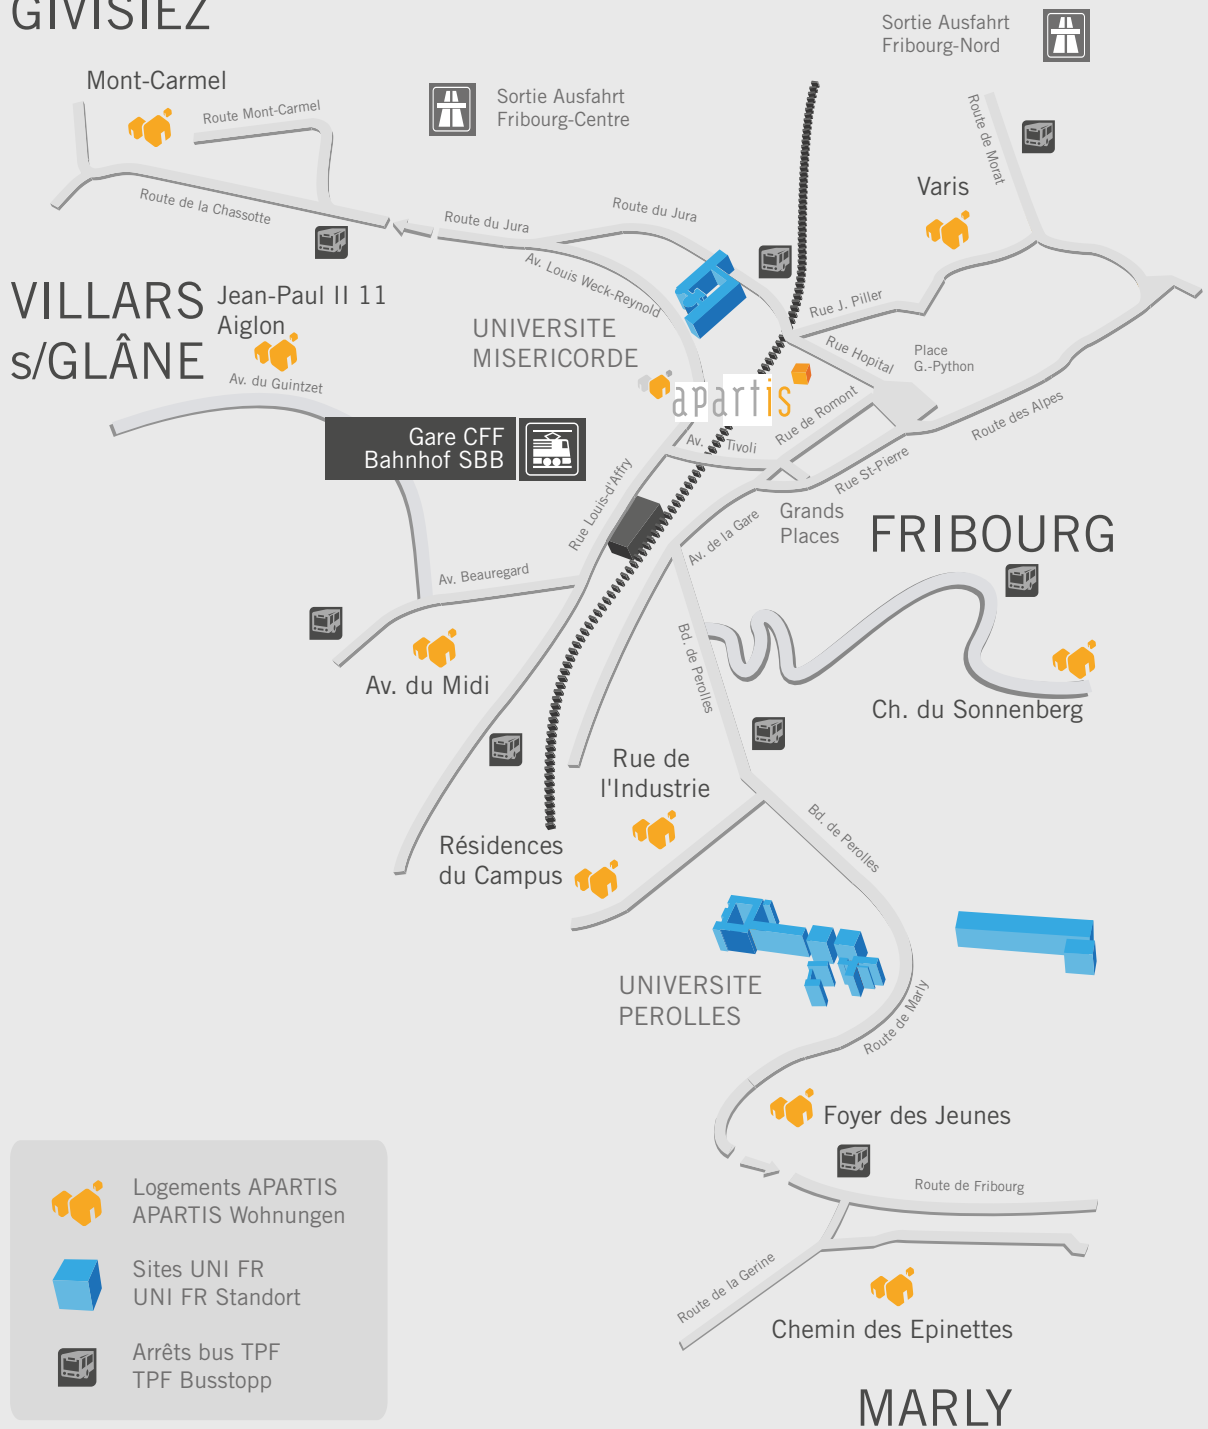 GIVISIEZ
Sortie Ausfahrt
Fribourg-Nord
Mont-Carmel
Route Mont-Carmel
Sortie Ausfahrt
Fribourg-Centre
Route de Morat
Varis
Route de la Chassotte
Route du Jura
Route du Jura
Av. Louis Weck-Reynold
VILLARS
s/GLÂNE
Jean-Paul II 11
Aiglon
Av. du Guintzet
UNIVERSITE
MISERICORDE
Rue J. Piller
Rue Hopital
Place
G.-Python
apartis
Rue de Romont
Route des Alpes
Gare CFF
Bahnhof SBB
Av. Tivoli
Rue St-Pierre
Rue Louis-d'Affry
Av. de la Gare
Grands
Places
FRIBOURG
Av. Beauregard
Bd. de Perolles
Av. du Midi
Ch. du Sonnenberg
Rue de
l'Industrie
Bd. de Perolles
Résidences
du Campus
UNIVERSITE
PEROLLES
Route de Marly
Foyer des Jeunes
Route de Fribourg
Route de la Gerine
Chemin des Epinettes
MARLY
Logements APARTIS
APARTIS Wohnungen
Sites UNI FR
UNI FR Standort
Arrêts bus TPF
TPF Busstopp